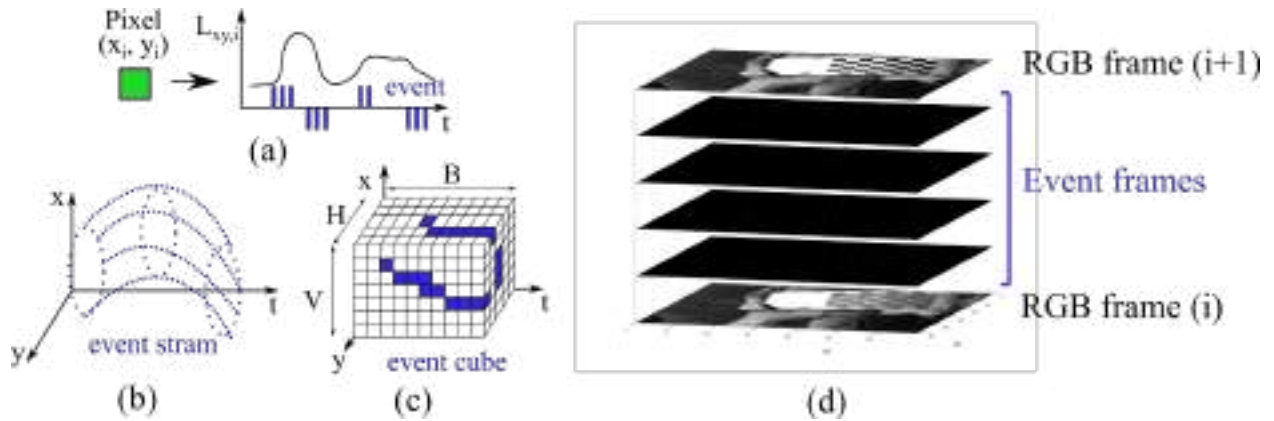 Pixel
(x_i, y_i)
L_xy,i
event
t
(a)
x
t
y
event stram
(b)
x
B
H
V
t
y
event cube
(c)
RGB frame (i+1)
Event frames
RGB frame (i)
(d)